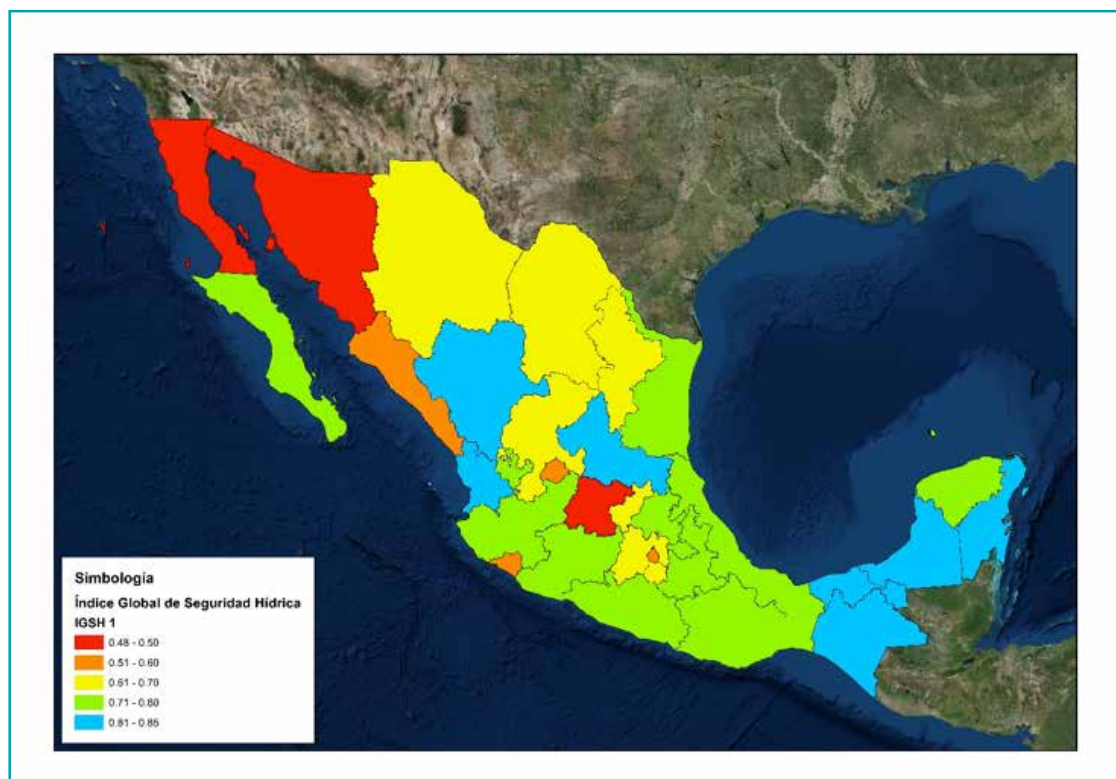 Simbología
Índice Global de Seguridad Hídrica
IGSH 1
0.48 - 0.50
0.51 - 0.60
0.61 - 0.70
0.71 - 0.80
0.81 - 0.85